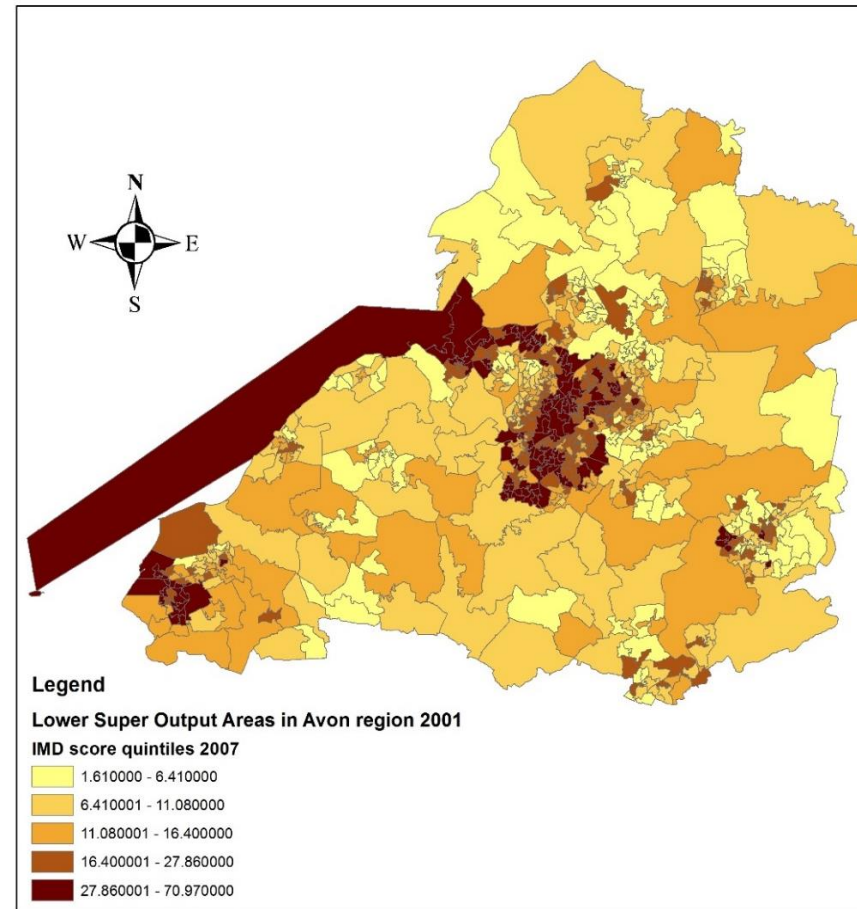 N
W E
S
Legend
Lower Super Output Areas in Avon region 2001
IMD score quintiles 2007
1.610000 - 6.410000
6.410001 - 11.080000
11.080001 - 16.400000
16.400001 - 27.860000
27.860001 - 70.970000